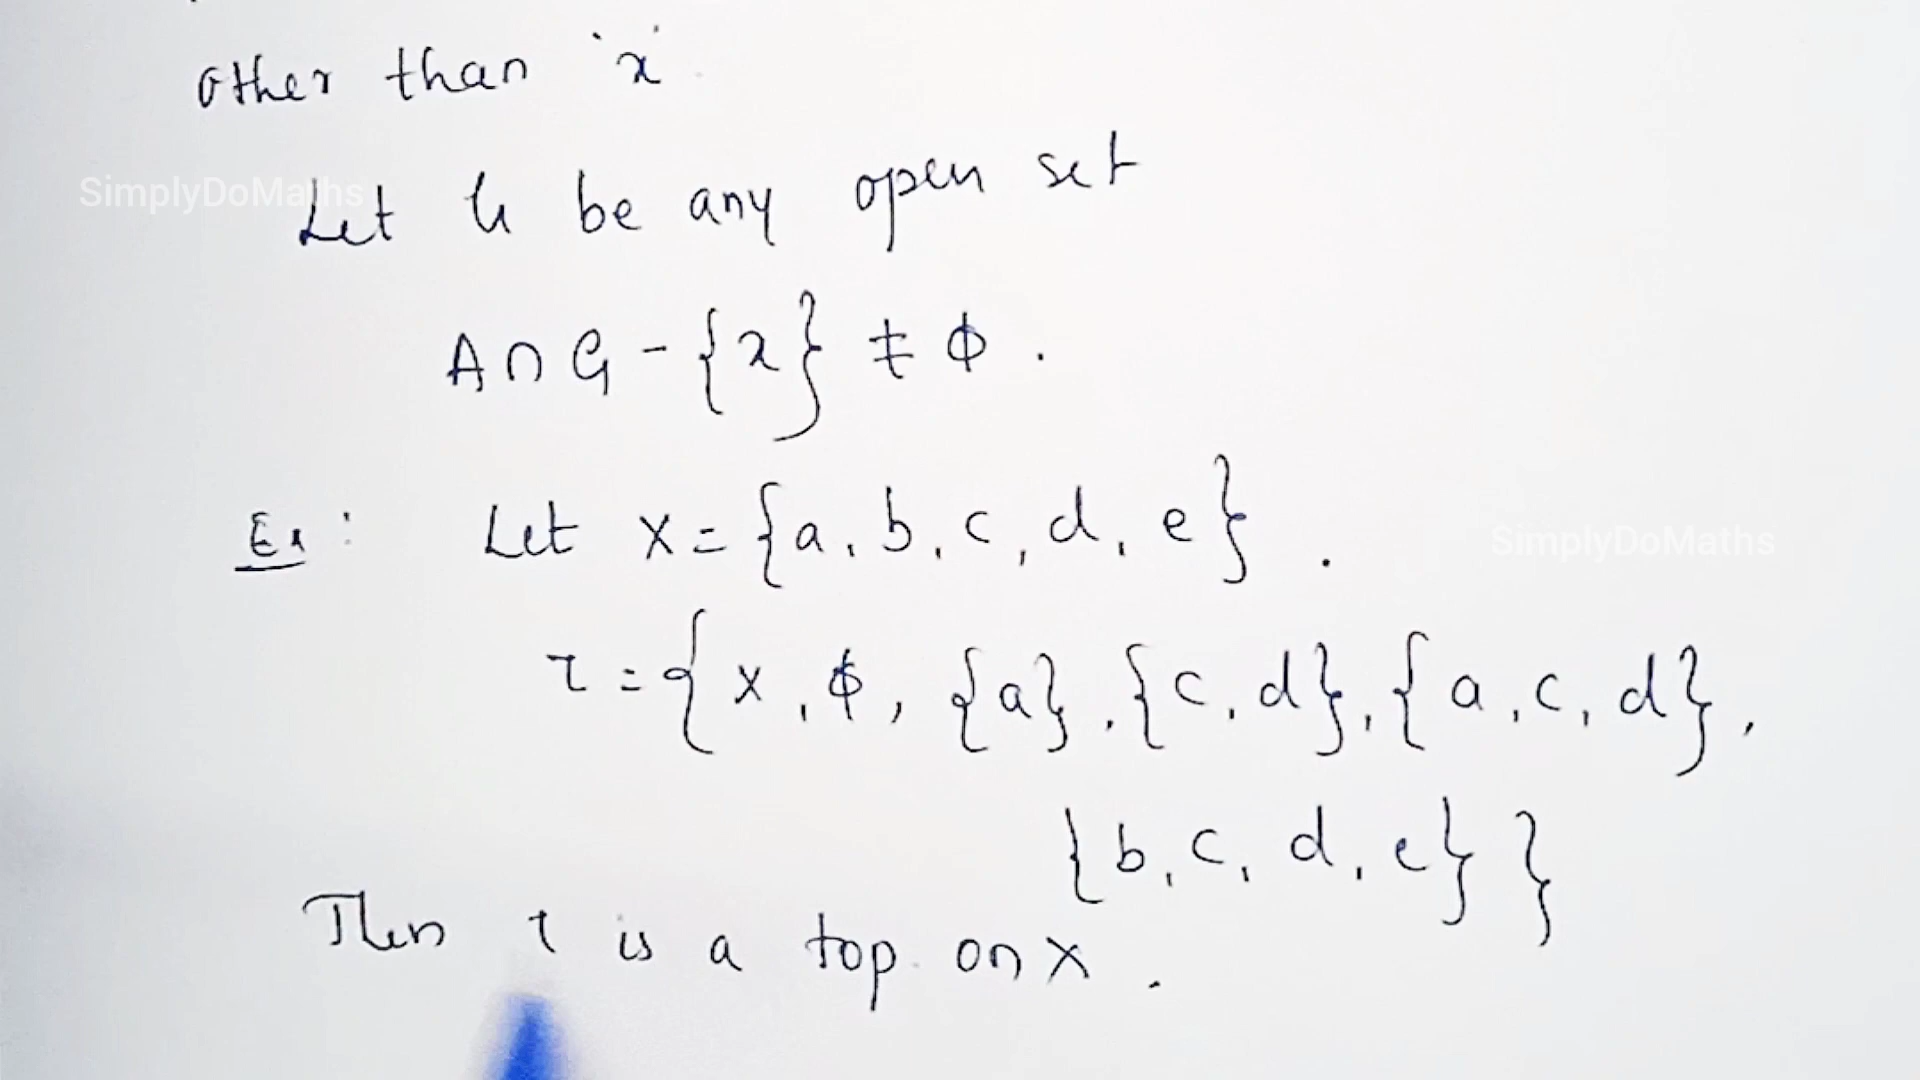 other than 'x'
SimplyDoMaths
Let G be any open set
A ∩ G - {x} ≠ ϕ .
Ex : Let X = {a, b, c, d, e} .
SimplyDoMaths
τ = { X , ϕ , {a} , {c, d} , {a, c, d} ,
{b, c, d, e} }
Then τ is a top. on X .